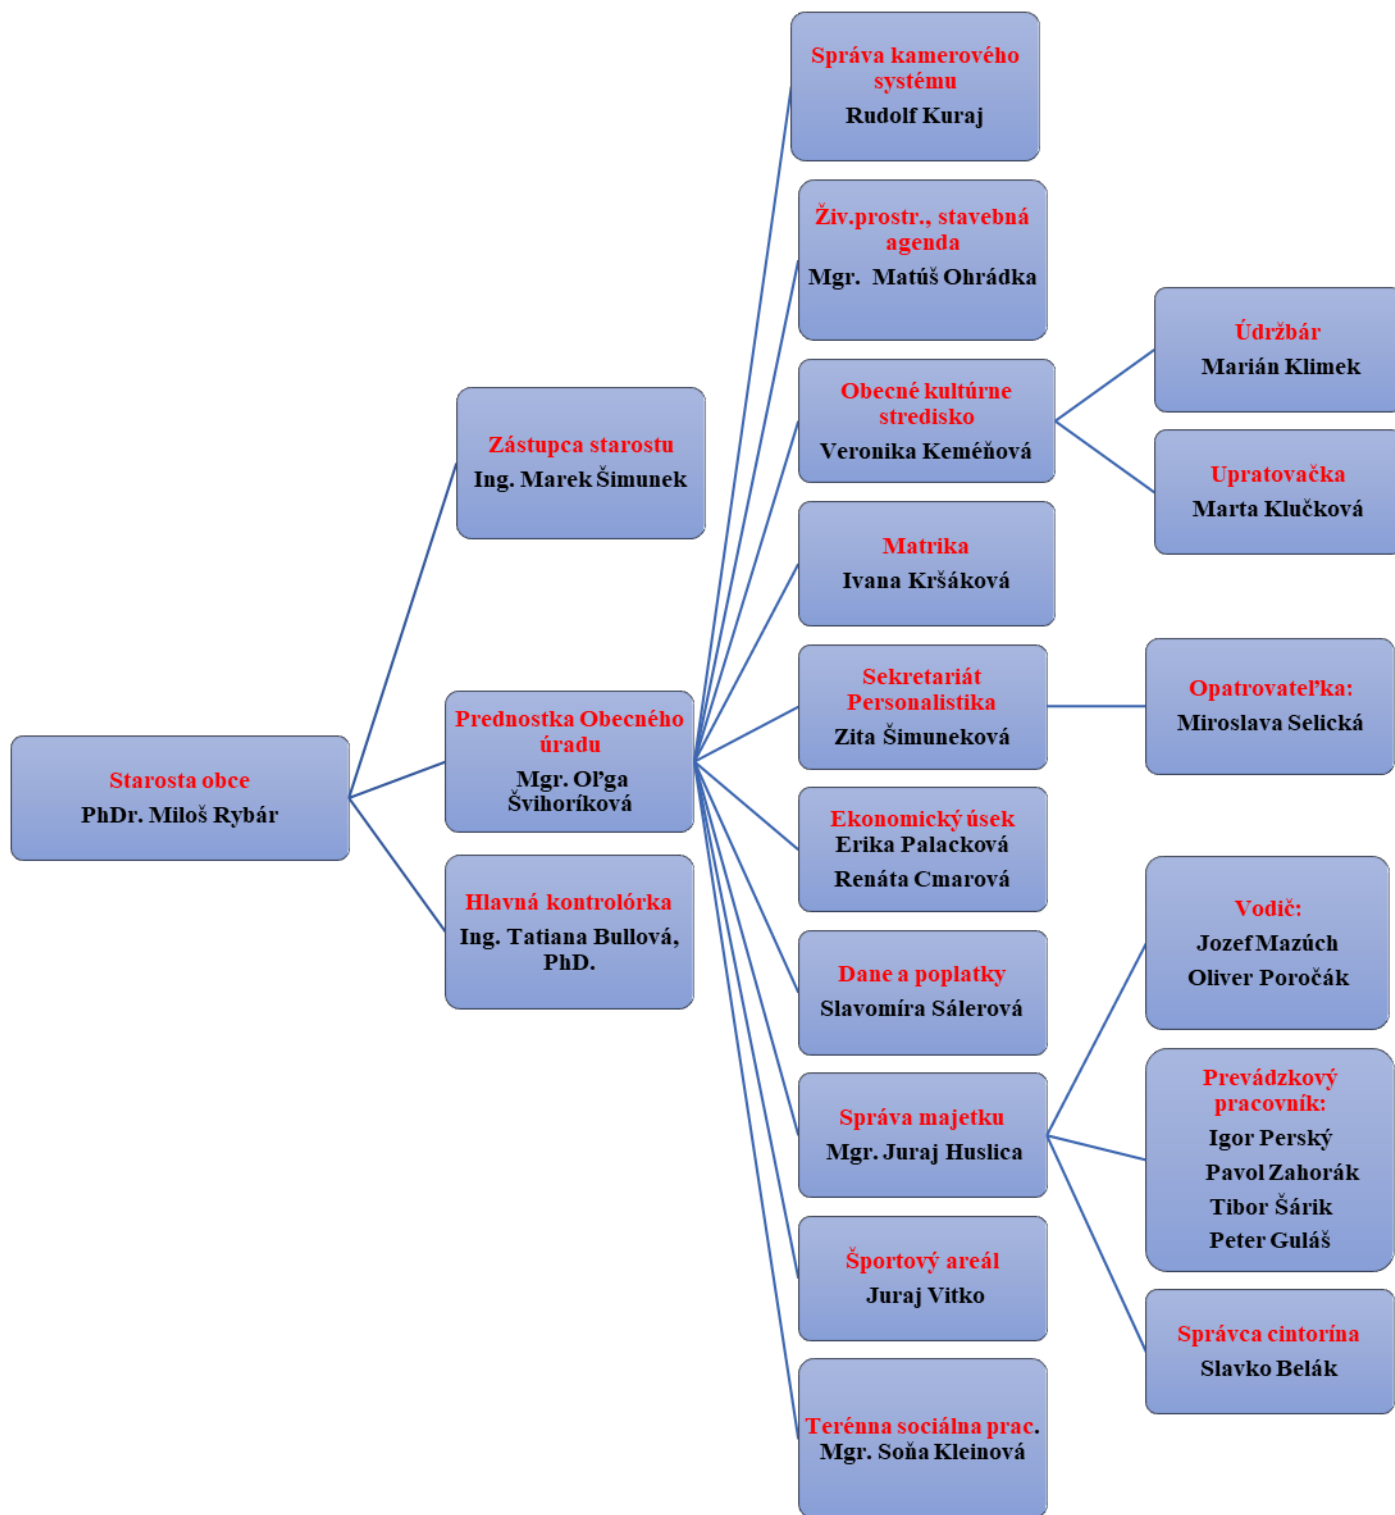 Starosta obce
PhDr. Miloš Rybár
Zástupca starostu
Ing. Marek Šimunek
Prednostka Obecného
úradu
Mgr. Oľga
Švihoríková
Hlavná kontrolórka
Ing. Tatiana Bullová,
PhD.
Správa kamerového
systému
Rudolf Kuraj
Živ.prostr., stavebná
agenda
Mgr.  Matúš Ohrádka
Obecné kultúrne
stredisko
Veronika Keméňová
Matrika
Ivana Kršáková
Sekretariát
Personalistika
Zita Šimuneková
Ekonomický úsek
Erika Palacková
Renáta Cmarová
Dane a poplatky
Slavomíra Sálerová
Správa majetku
Mgr. Juraj Huslica
Športový areál
Juraj Vitko
Terénna sociálna prac.
Mgr. Soňa Kleinová
Údržbár
Marián Klimek
Upratovačka
Marta Klučková
Opatrovateľka:
Miroslava Selická
Vodič:
Jozef Mazúch
Oliver Poročák
Prevádzkový
pracovník:
Igor Perský
Pavol Zahorák
Tibor Šárik
Peter Guláš
Správca cintorína
Slavko Belák